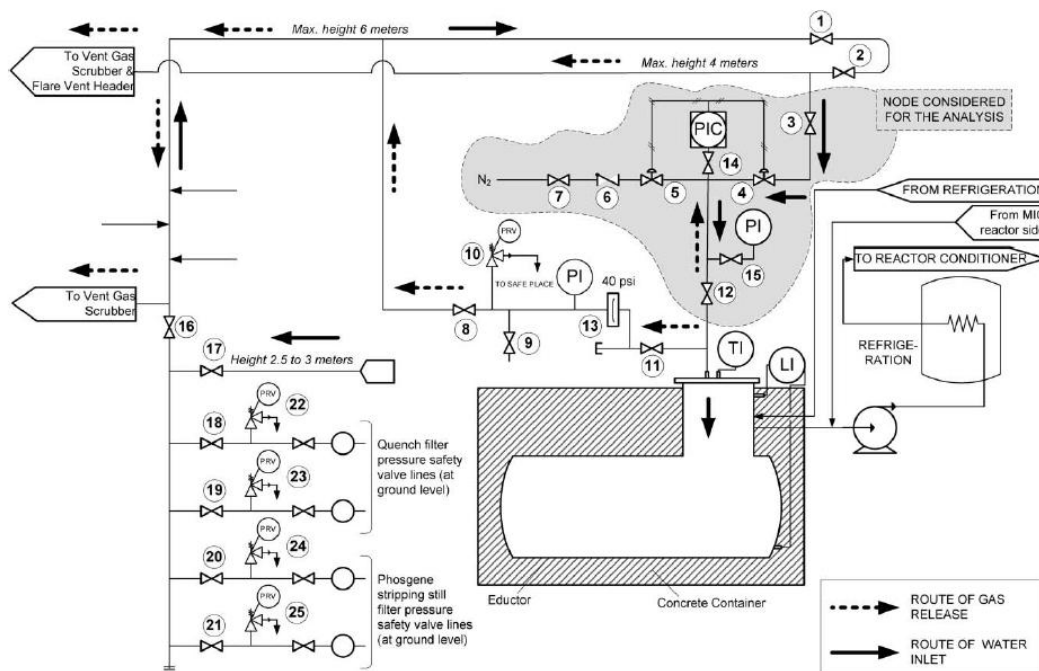 Max. height 6 meters
1
To Vent Gas
Scrubber &
Flare Vent Header
Max. height 4 meters
2
NODE CONSIDERED
FOR THE ANALYSIS
3
PIC
14
N2
7
6
5
4
FROM REFRIGERATION
From MIC
reactor side
TO REACTOR CONDITIONER
PI
15
PRV
10
TO SAFE PLACE
PI
40 psi
12
To Vent Gas
Scrubber
8
9
13
11
16
REFRIGE-
RATION
17
Height 2.5 to 3 meters
TI
LI
PRV
22
18
Quench filter
pressure safety
valve lines (at
ground level)
PRV
23
19
PRV
24
20
Phosgene
stripping still
filter pressure
safety valve lines
(at ground level)
PRV
25
21
Eductor
Concrete Container
ROUTE OF GAS
RELEASE
ROUTE OF WATER
INLET